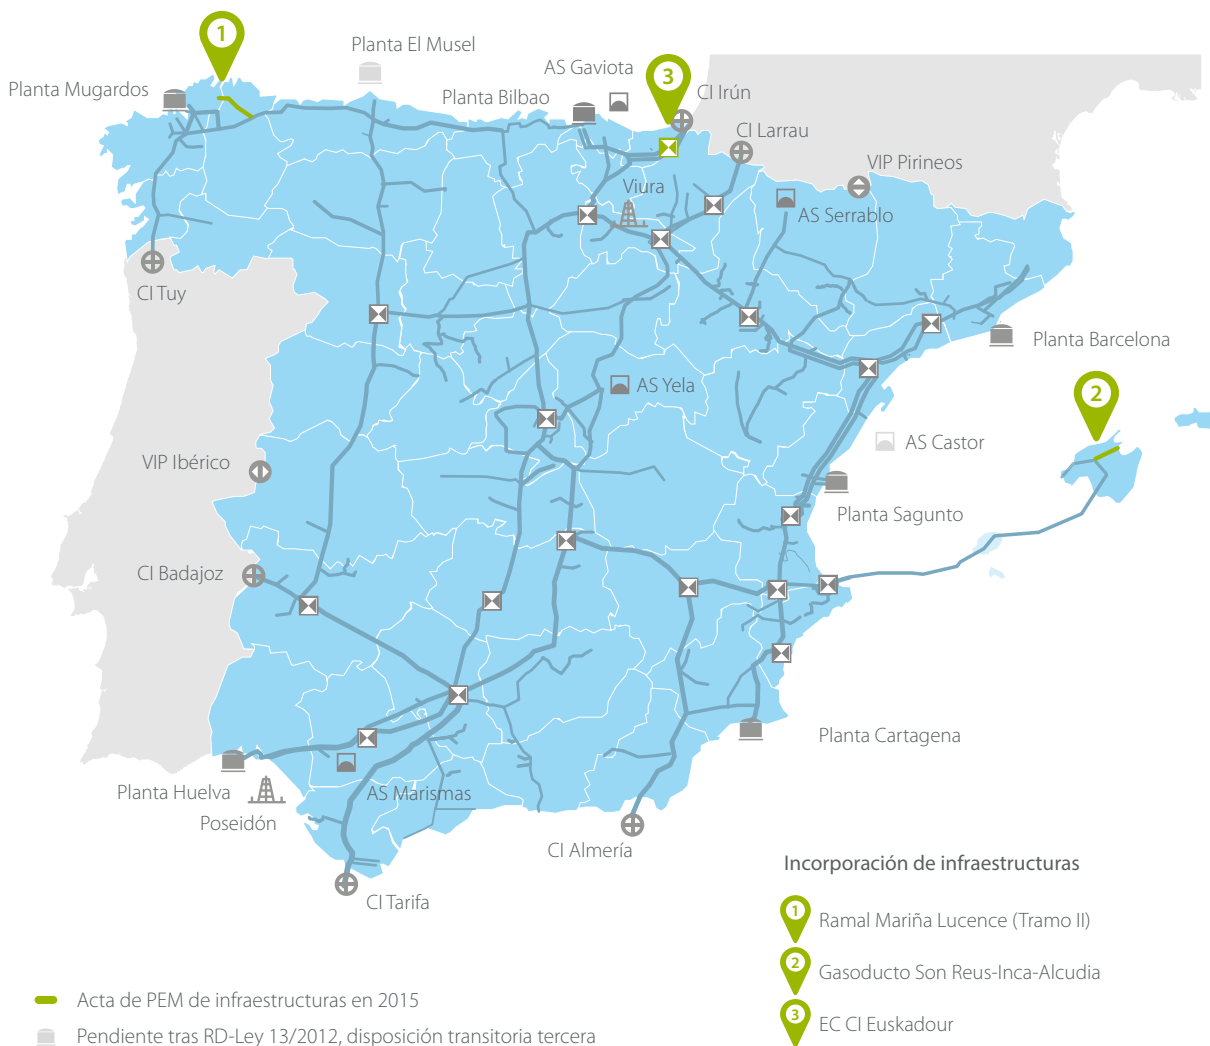 1
Planta El Musel
AS Gaviota
3
Planta Mugardos
Planta Bilbao
CI Irún
CI Larrau
VIP Pirineos
Viura
AS Serrablo
CI Tuy
Planta Barcelona
AS Yela
2
AS Castor
VIP Ibérico
Planta Sagunto
CI Badajoz
Planta Cartagena
Planta Huelva
AS Marismas
Poseidón
CI Almería
CI Tarifa
Incorporación de infraestructuras
1 Ramal Mariña Lucence (Tramo II)
2 Gasoducto Son Reus-Inca-Alcudia
3 EC CI Euskadour
Acta de PEM de infraestructuras en 2015
Pendiente tras RD-Ley 13/2012, disposición transitoria tercera